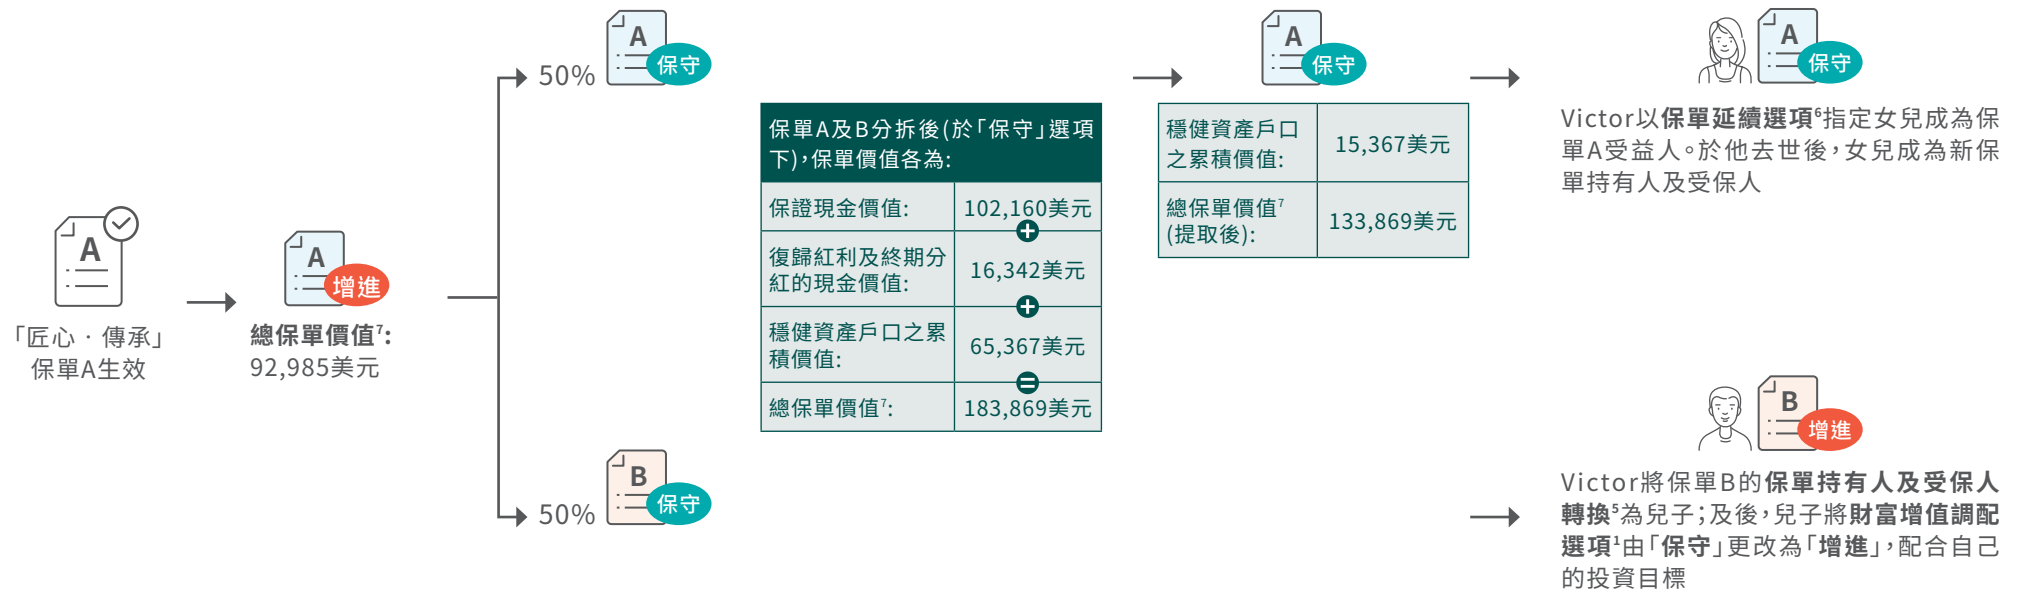 A
「匠心．傳承」
保單A生效
A
增進
總保單價值⁷:
92,985美元
50%
A
保守
50%
B
保守
保單A及B分拆後(於「保守」選項
下)，保單價值各為:
保證現金價值:
102,160美元
+
復歸紅利及終期分
紅的現金價值:
16,342美元
+
穩健資產戶口之累
積價值:
65,367美元
=
總保單價值⁷:
183,869美元
A
保守
穩健資產戶口
之累積價值:
15,367美元
總保單價值⁷
(提取後):
133,869美元
A
保守
Victor以保單延續選項⁶指定女兒成為保
單A受益人。於他去世後，女兒成為新保
單持有人及受保人
B
增進
Victor將保單B的保單持有人及受保人
轉換⁵為兒子；及後，兒子將財富增值調配
選項¹由「保守」更改為「增進」，配合自己
的投資目標